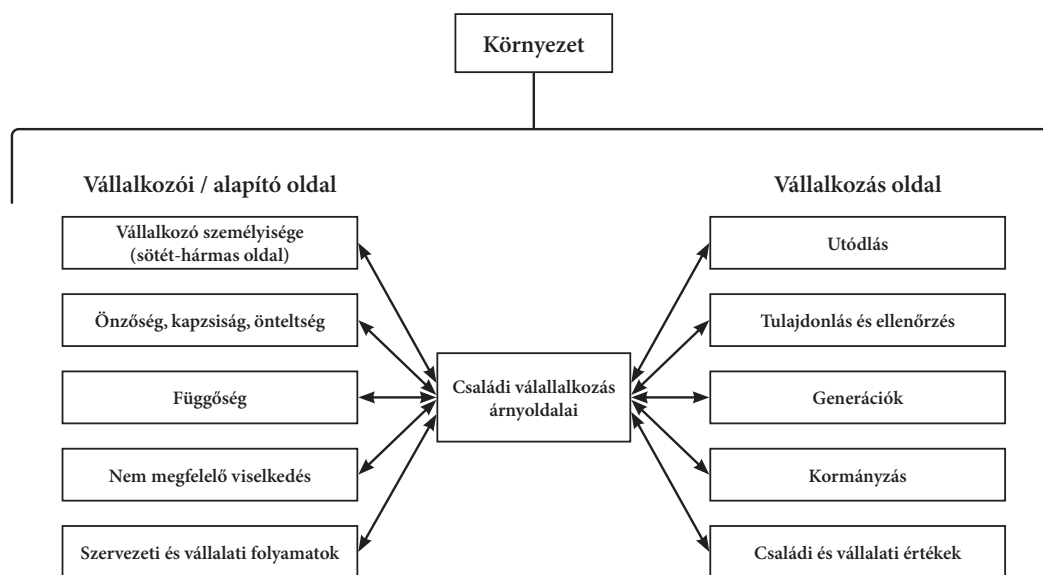 Környezet
Vállalkozói / alapító oldal
Vállalkozó személyisége
(sötét-hármas oldal)
Önzőség, kapzsiság, önteltség
Függőség
Nem megfelelő viselkedés
Szervezeti és vállalati folyamatok
Családi válallalkozás
árnyoldalai
Vállalkozás oldal
Utódlás
Tulajdonlás és ellenőrzés
Generációk
Kormányzás
Családi és vállalati értékek